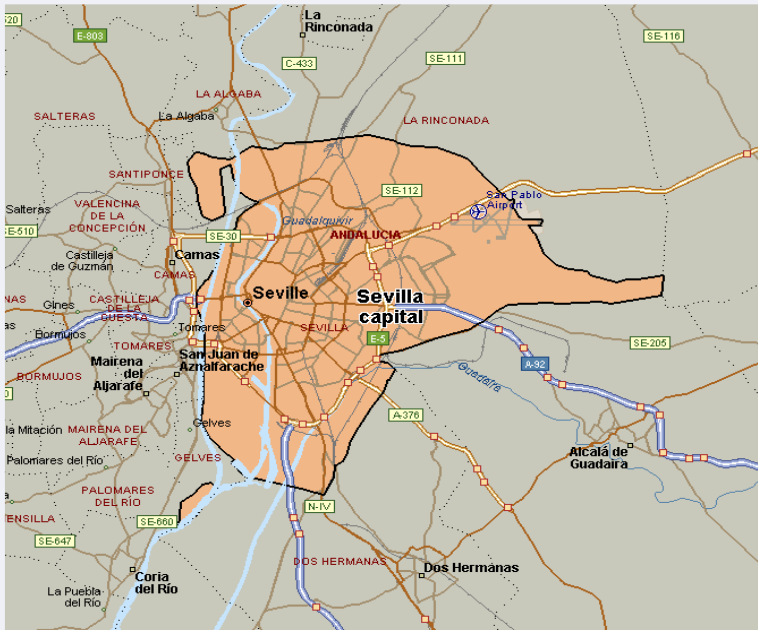 520
La
Rinconada
E-803
SE-116
C-433
SE-111
LA ALGABA
SALTERAS
La Algaba
LA RINCONADA
SANTIPONCE
SE-112
San Pablo
Airport
VALENCINA
DE LA
CONCEPCIÓN
Salteras
Guadalquivir
SE-510
SE-30
ANDALUCIA
Castilleja
de Guzmán
Camas
CAMAS
Seville
Sevilla
capital
NAS
Gines
CASTILLEJA
DE LA
CUESTA
SEVILLA
Bormujos
Tomares
TOMARES
E-5
SE-205
San Juan de
Aznalfarache
Mairena
del
Aljarafe
BORMUJOS
Guadaira
A-92
A-376
la Mitación
MAIRENA DEL
ALJARAFE
Gelves
GELVES
Alcalá de
Guadaira
Palomares del Río
PALOMARES
DEL RÍO
N-IV
TENSILLA
SE-660
SE-647
DOS HERMANAS
Dos Hermanas
Coria
del Río
La Puebla
del Río